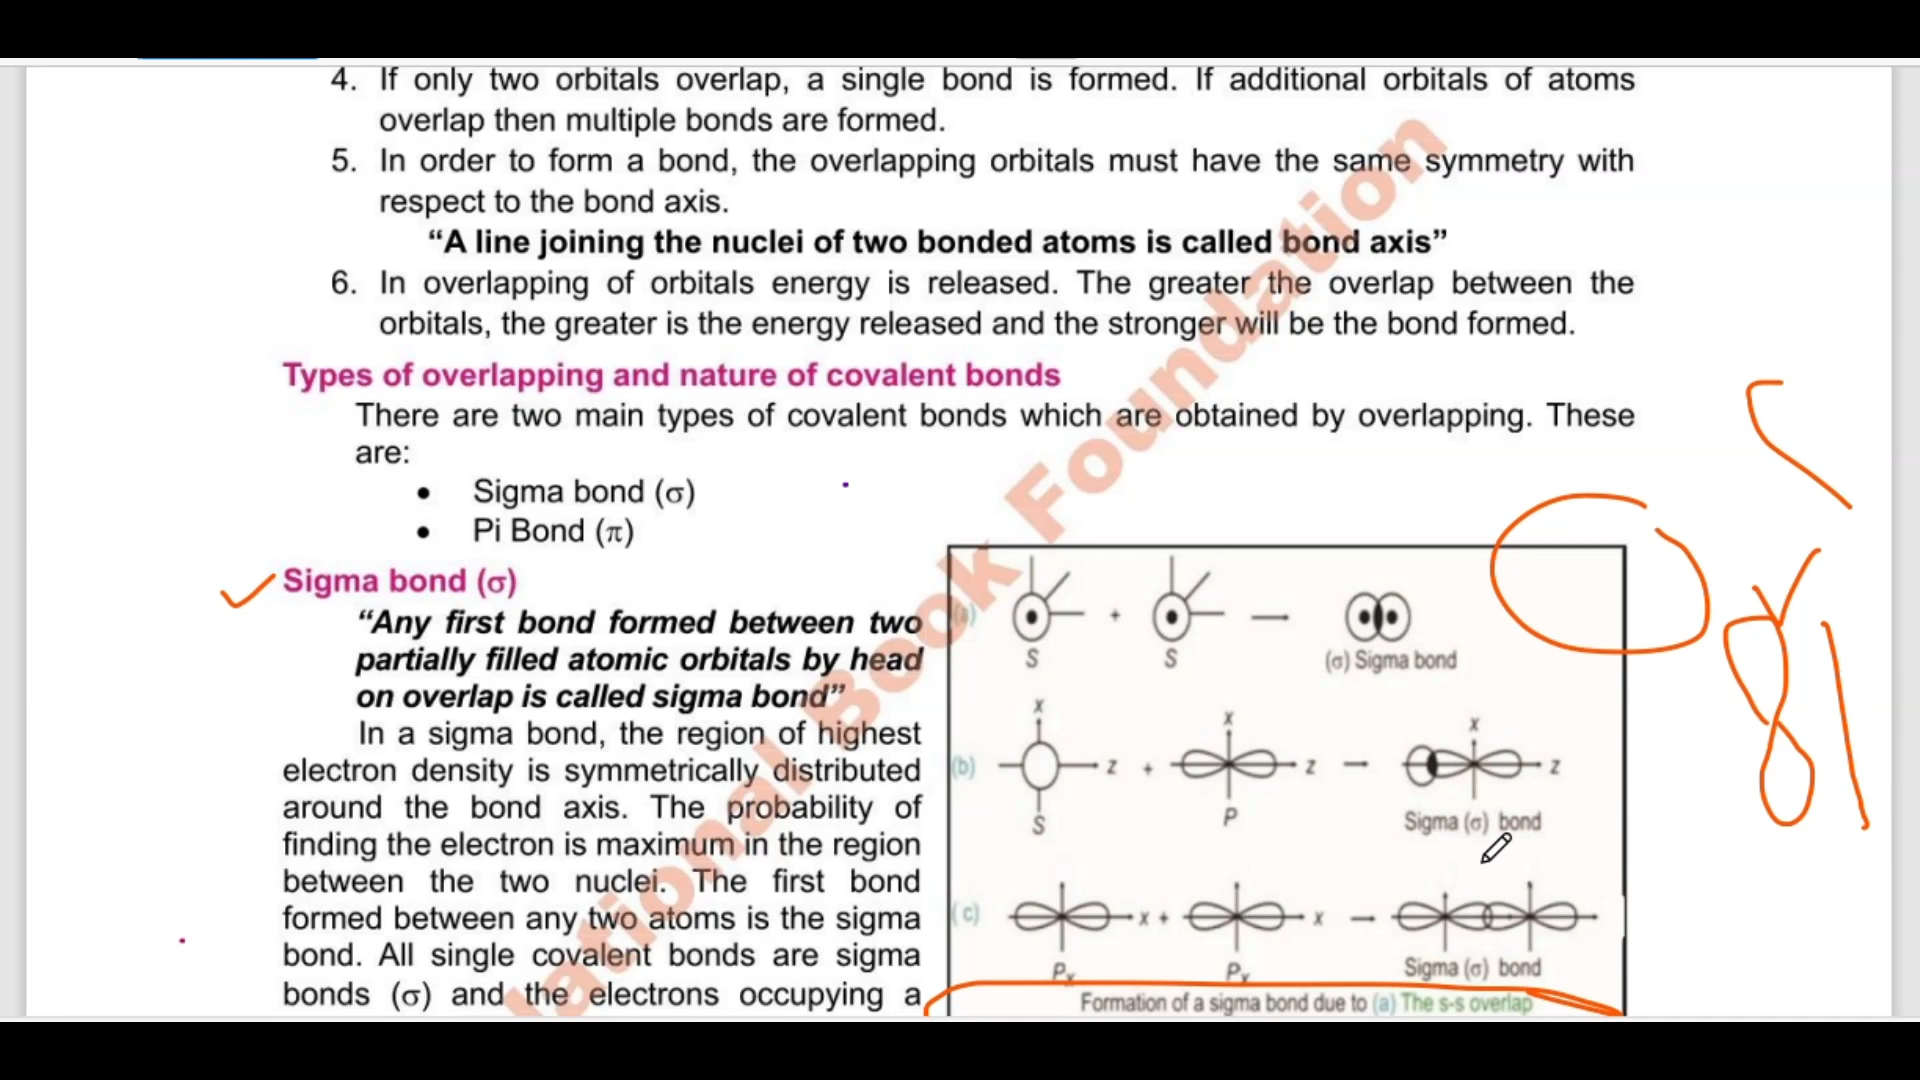 4. If only two orbitals overlap, a single bond is formed. If additional orbitals of atoms
overlap then multiple bonds are formed.
5. In order to form a bond, the overlapping orbitals must have the same symmetry with
respect to the bond axis.
“A line joining the nuclei of two bonded atoms is called bond axis”
6. In overlapping of orbitals energy is released. The greater the overlap between the
orbitals, the greater is the energy released and the stronger will be the bond formed.
Types of overlapping and nature of covalent bonds
There are two main types of covalent bonds which are obtained by overlapping. These
are:
• Sigma bond (σ)
• Pi Bond (π)
Sigma bond (σ)
“Any first bond formed between two
partially filled atomic orbitals by head
on overlap is called sigma bond”
In a sigma bond, the region of highest
electron density is symmetrically distributed
around the bond axis. The probability of
finding the electron is maximum in the region
between the two nuclei. The first bond
formed between any two atoms is the sigma
bond. All single covalent bonds are sigma
bonds (σ) and the electrons occupying a
(a) + 
S S (σ) Sigma bond
x x x
(b) z + z z
S P Sigma (σ) bond
(c) x + x
Px Px Sigma (σ) bond
Formation of a sigma bond due to (a) The s-s overlap
National Book Foundation